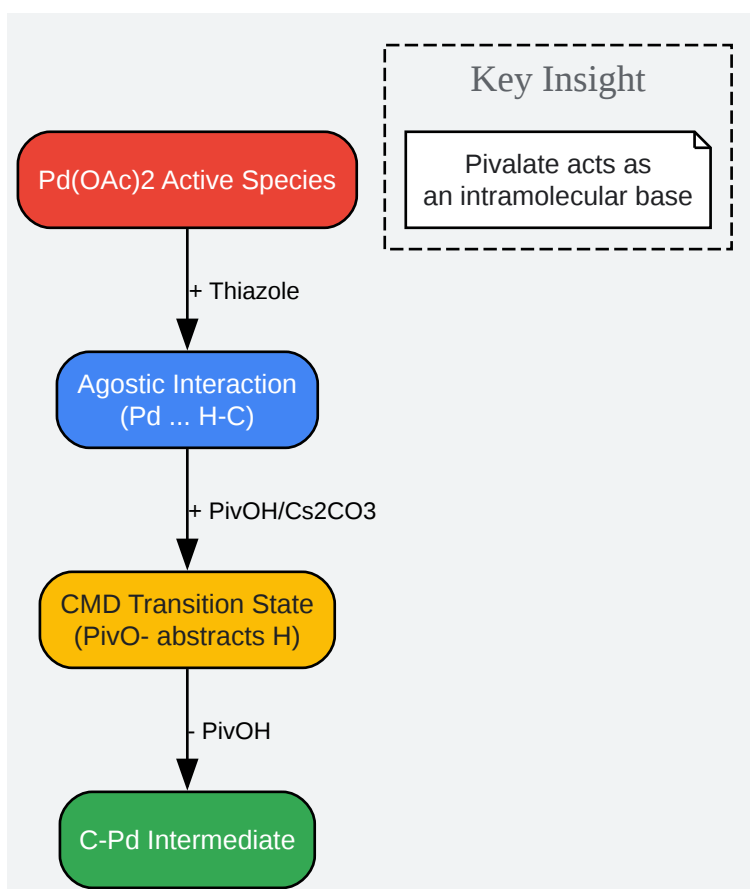 Key Insight
Pivalate acts as
an intramolecular base
Pd(OAc)2 Active Species
+ Thiazole
Agostic Interaction
(Pd ... H-C)
+ PivOH/Cs2CO3
CMD Transition State
(PivO- abstracts H)
- PivOH
C-Pd Intermediate